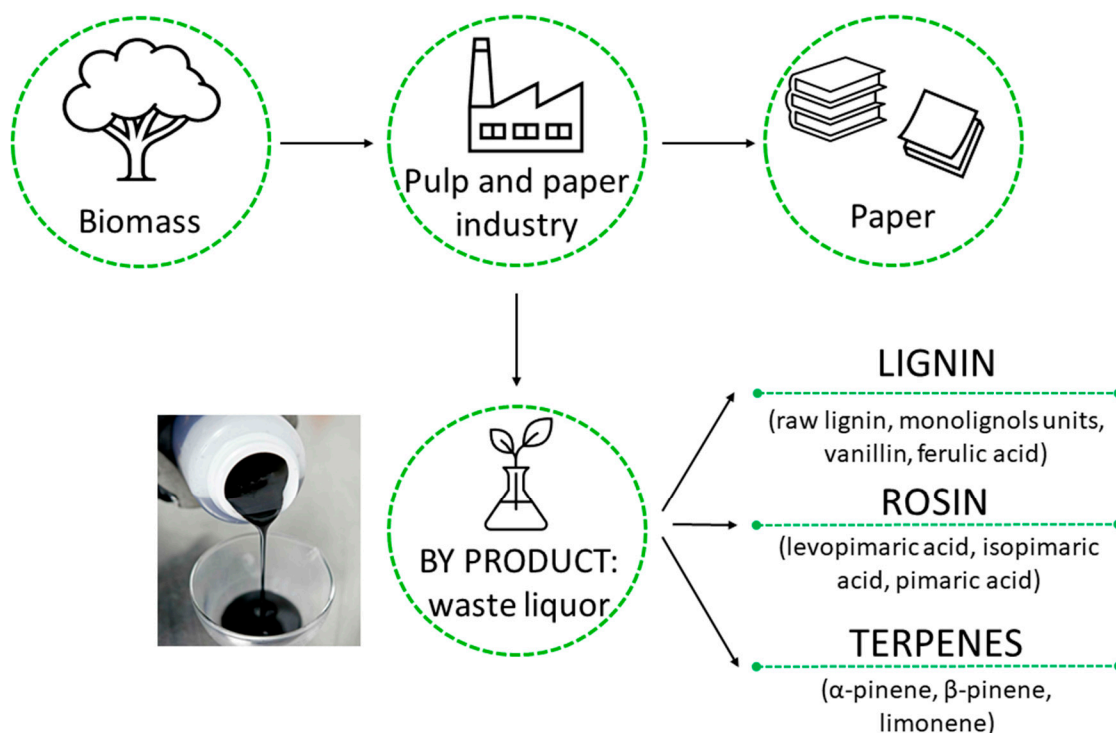 Biomass
Pulp and paper
industry
Paper
BY PRODUCT:
waste liquor
LIGNIN
(raw lignin, monolignols units,
vanillin, ferulic acid)
ROSIN
(levopimaric acid, isopimaric
acid, pimaric acid)
TERPENES
(α-pinene, β-pinene,
limonene)